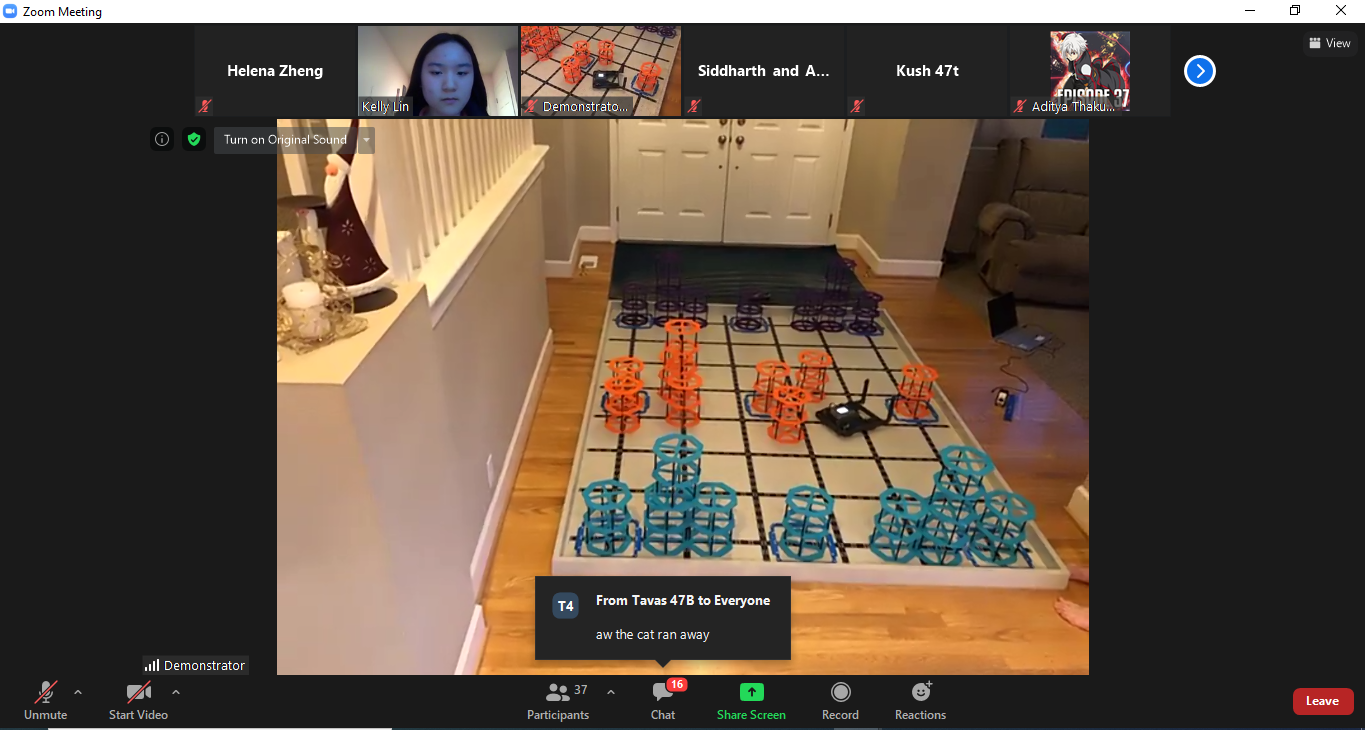 Zoom Meeting
View
Helena Zheng
Kelly Lin
Demonstrato...
Siddharth and A...
Kush 47t
EPISODE 37
Aditya Thaku...
Turn on Original Sound
T4
From Tavas 47B to Everyone
aw the cat ran away
Demonstrator
Unmute
Start Video
37
Participants
16
Chat
Share Screen
Record
Reactions
Leave